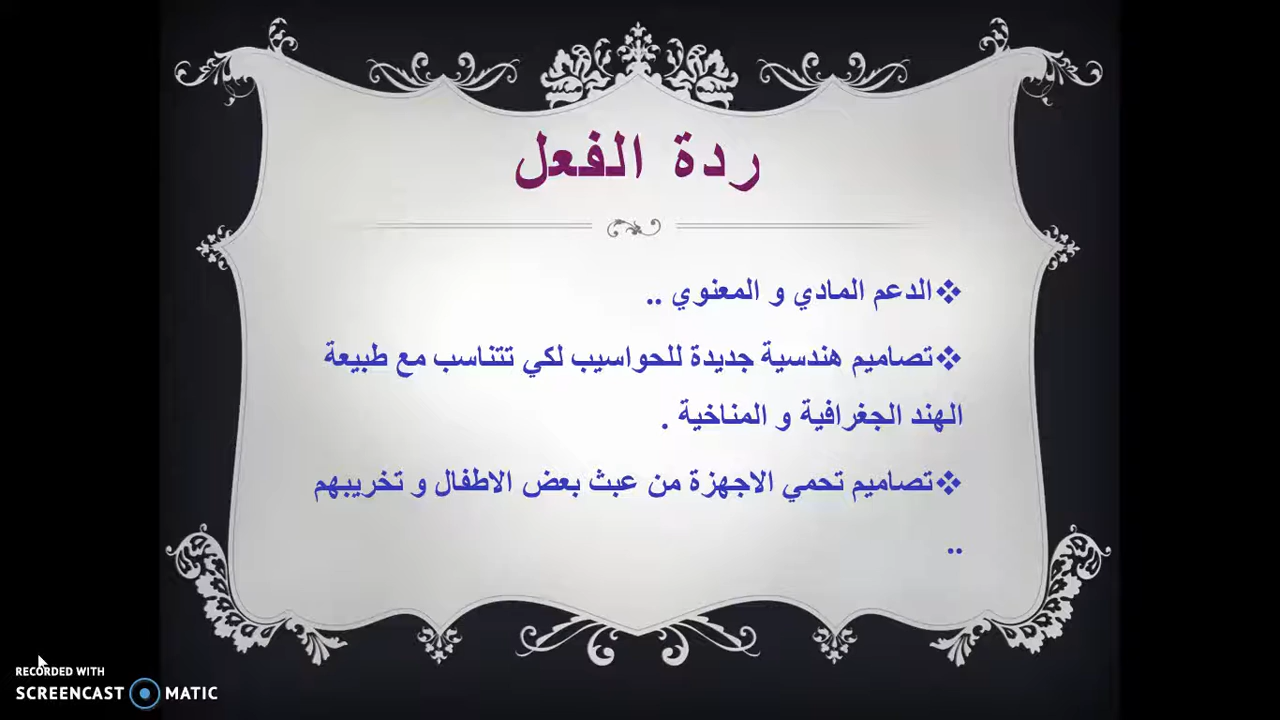 ردة الفعل
❖الدعم المادي و المعنوي ..
❖تصاميم هندسية جديدة للحواسيب لكي تتناسب مع طبيعة
الهند الجغرافية و المناخية .
❖تصاميم تحمي الاجهزة من عبث بعض الاطفال و تخريبهم
..
RECORDED WITH
SCREENCAST MATIC